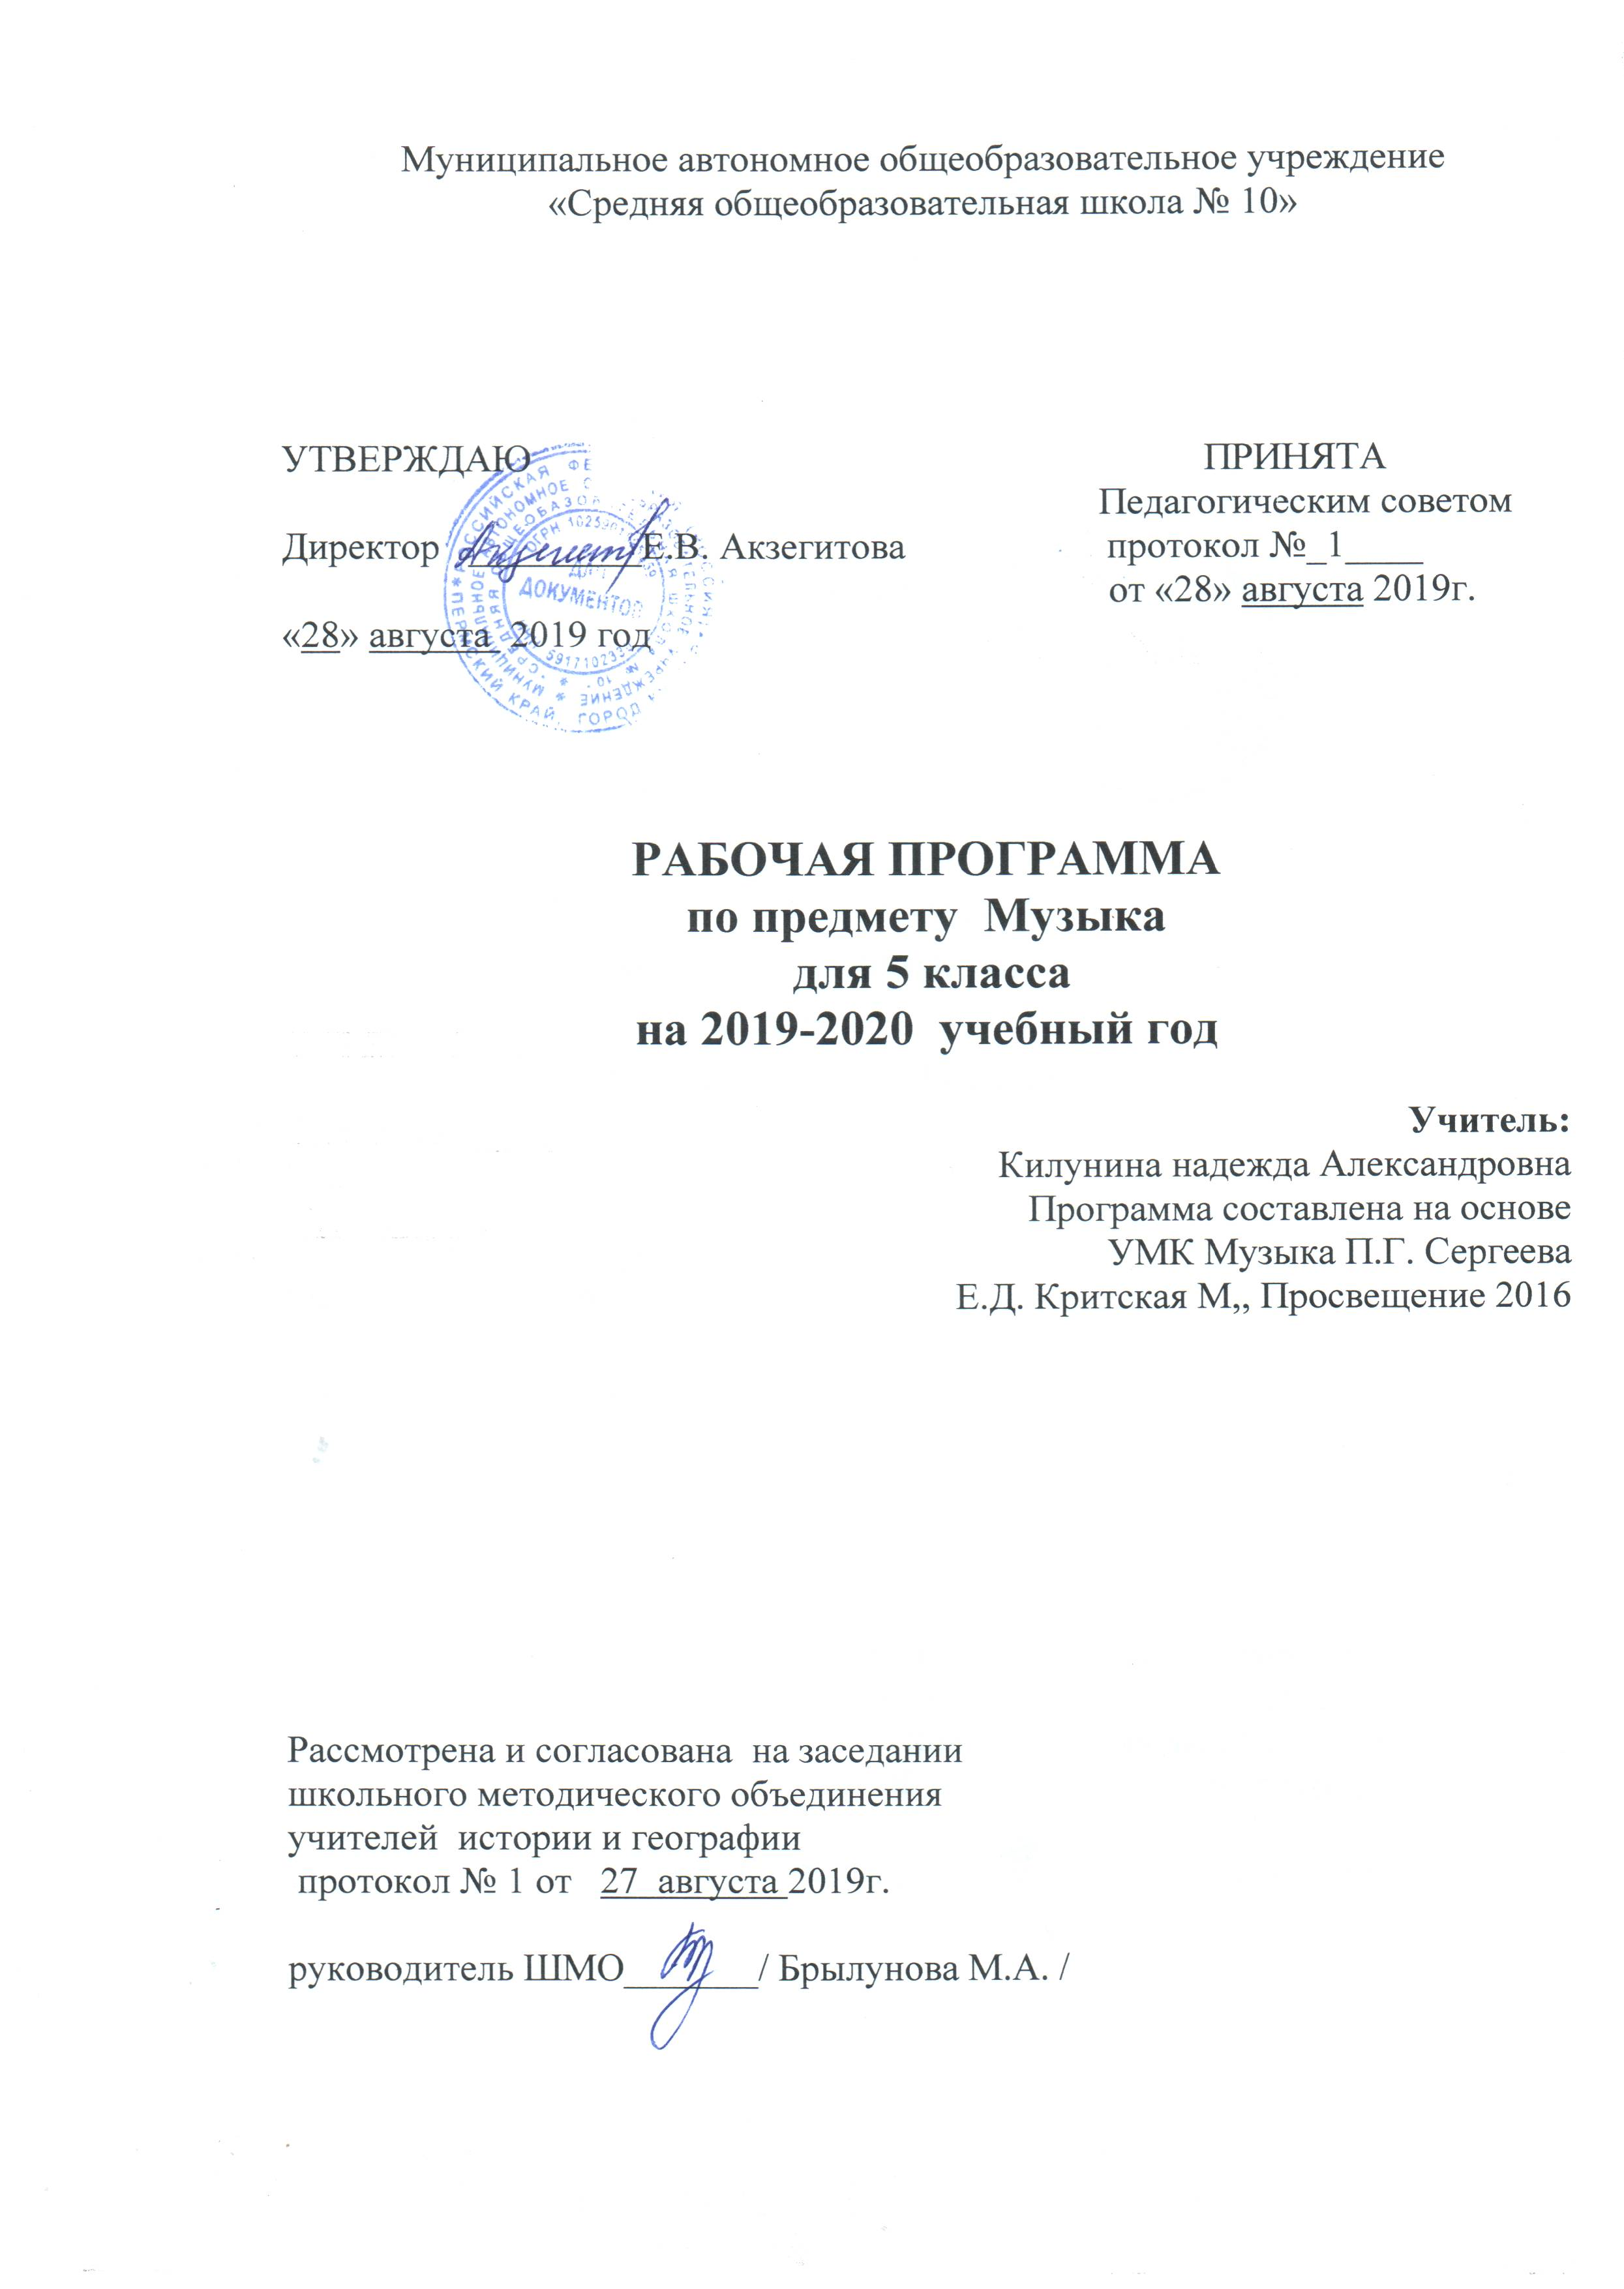 Муниципальное автономное общеобразовательное учреждение
«Средняя общеобразовательная школа № 10»
УТВЕРЖДАЮ
Директор __________Е.В. Акзегитова
«28» августа 2019 год
ПРИНЯТА
Педагогическим советом
протокол №_1____
от «28» августа 2019г.
ДОКУМЕНТОВ
РАБОЧАЯ ПРОГРАММА
по предмету Музыка
для 5 класса
на 2019-2020 учебный год
Учитель:
Килунина надежда Александровна
Программа составлена на основе
УМК Музыка П.Г. Сергеева
Е.Д. Критская М,, Просвещение 2016
Рассмотрена и согласована на заседании
школьного методического объединения
учителей истории и географии
протокол № 1 от 27 августа 2019г.
руководитель ШМО_______/ Брылунова М.А. /